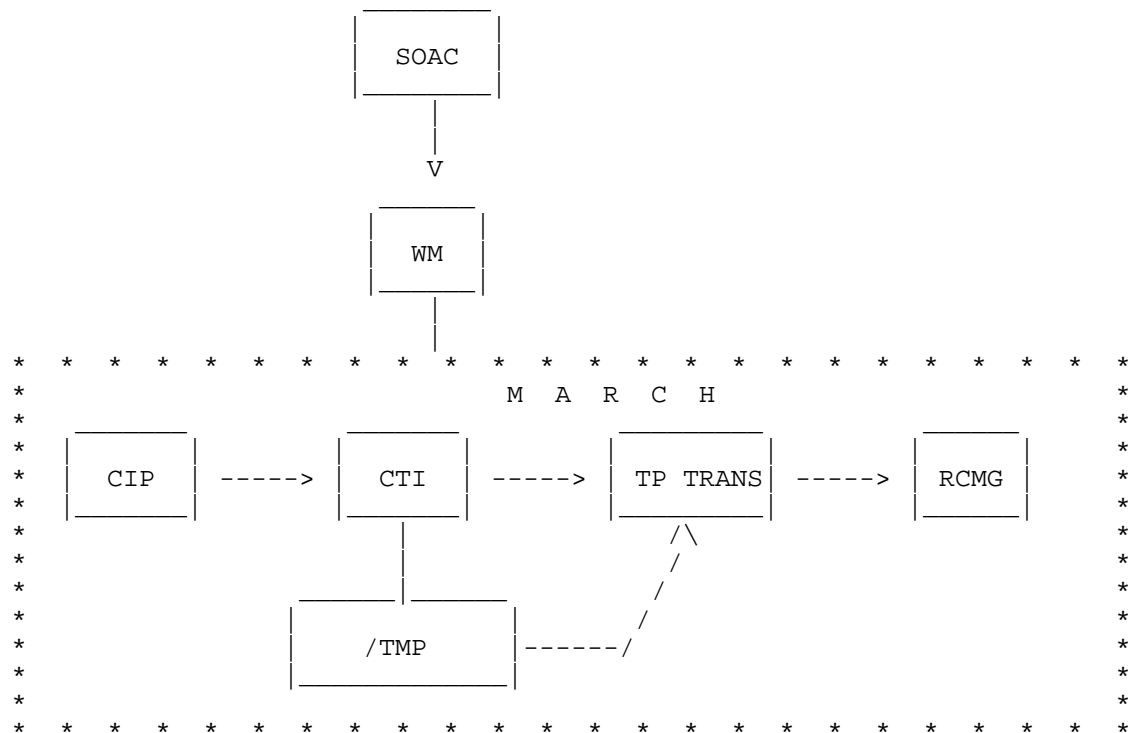 SOAC
V
WM
M A R C H
CIP -----> CTI -----> TP TRANS -----> RCMG
/TMP